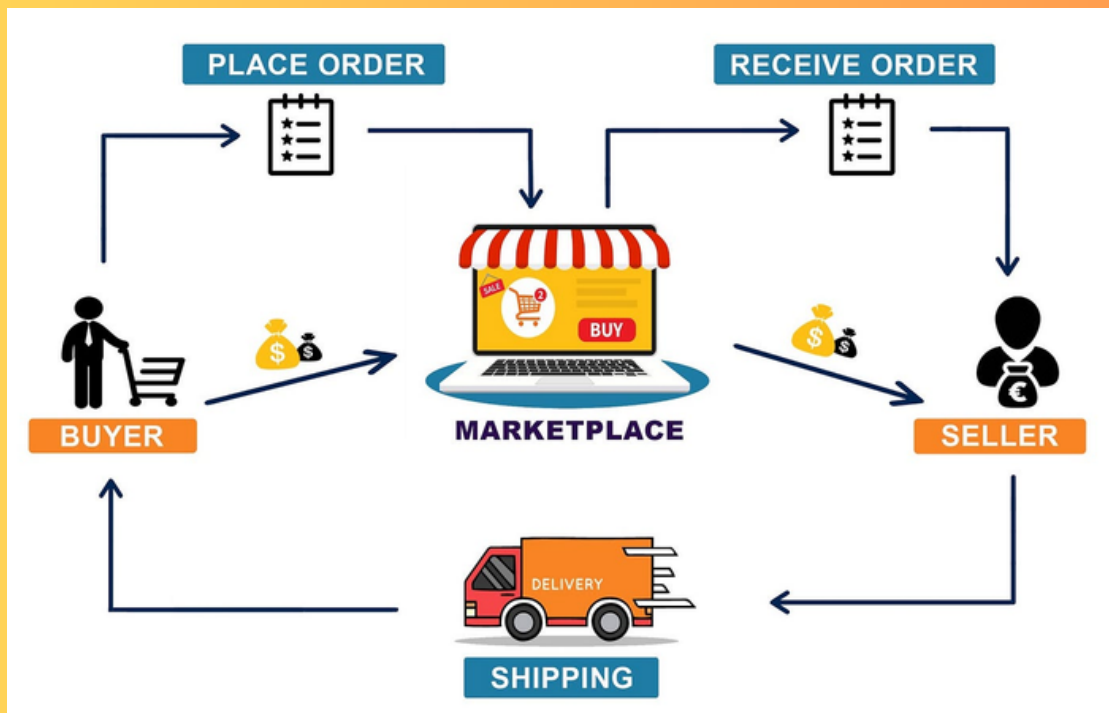 PLACE ORDER
RECEIVE ORDER
SALE
2
BUY
$
$
$
$
€
BUYER
MARKETPLACE
SELLER
DELIVERY
SHIPPING